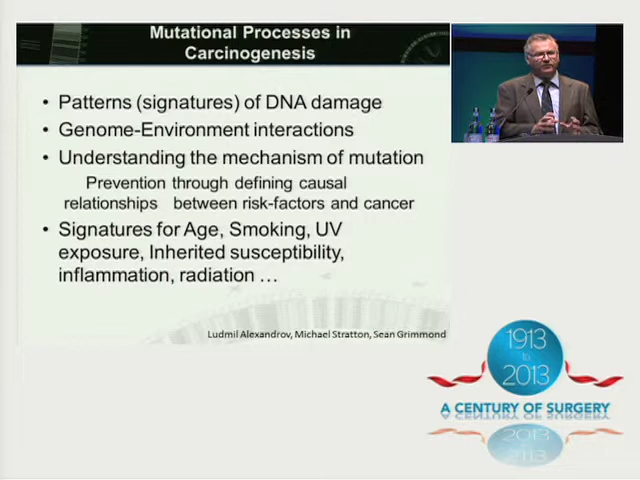 Mutational Processes in
Carcinogenesis
• Patterns (signatures) of DNA damage
• Genome-Environment interactions
• Understanding the mechanism of mutation
Prevention through defining causal
relationships between risk-factors and cancer
• Signatures for Age, Smoking, UV
exposure, Inherited susceptibility,
inflammation, radiation …
Ludmil Alexandrov, Michael Stratton, Sean Grimmond
1913
to
2013
A CENTURY OF SURGERY